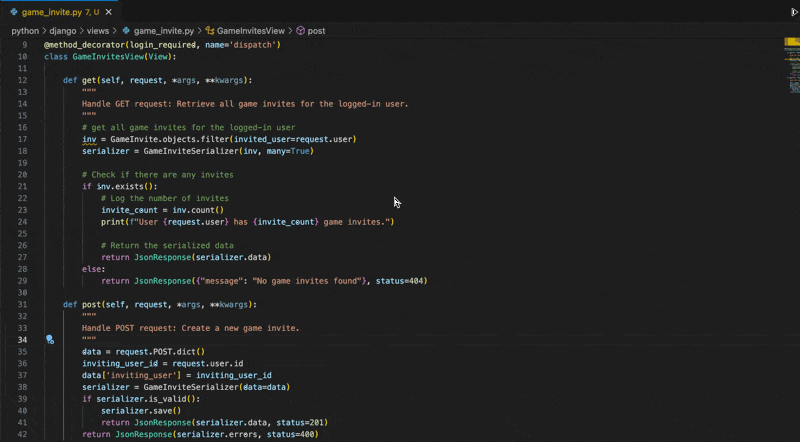 game_invite.py 7, U
python > django > views > game_invite.py > GameInvitesView > post
9 @method_decorator(login_required, name='dispatch')
10 class GameInvitesView(View):
11
12 def get(self, request, *args, **kwargs):
13 """
14 Handle GET request: Retrieve all game invites for the logged-in user.
15 """
16 # get all game invites for the logged-in user
17 inv = GameInvite.objects.filter(invited_user=request.user)
18 serializer = GameInviteSerializer(inv, many=True)
19
20 # Check if there are any invites
21 if inv.exists():
22 # Log the number of invites
23 invite_count = inv.count()
24 print(f"User {request.user} has {invite_count} game invites.")
25
26 # Return the serialized data
27 return JsonResponse(serializer.data)
28 else:
29 return JsonResponse({"message": "No game invites found"}, status=404)
30
31 def post(self, request, *args, **kwargs):
32 """
33 Handle POST request: Create a new game invite.
34 """
35 data = request.POST.dict()
36 inviting_user_id = request.user.id
37 data['inviting_user'] = inviting_user_id
38 serializer = GameInviteSerializer(data=data)
39 if serializer.is_valid():
40 serializer.save()
41 return JsonResponse(serializer.data, status=201)
42 return JsonResponse(serializer.errors, status=400)